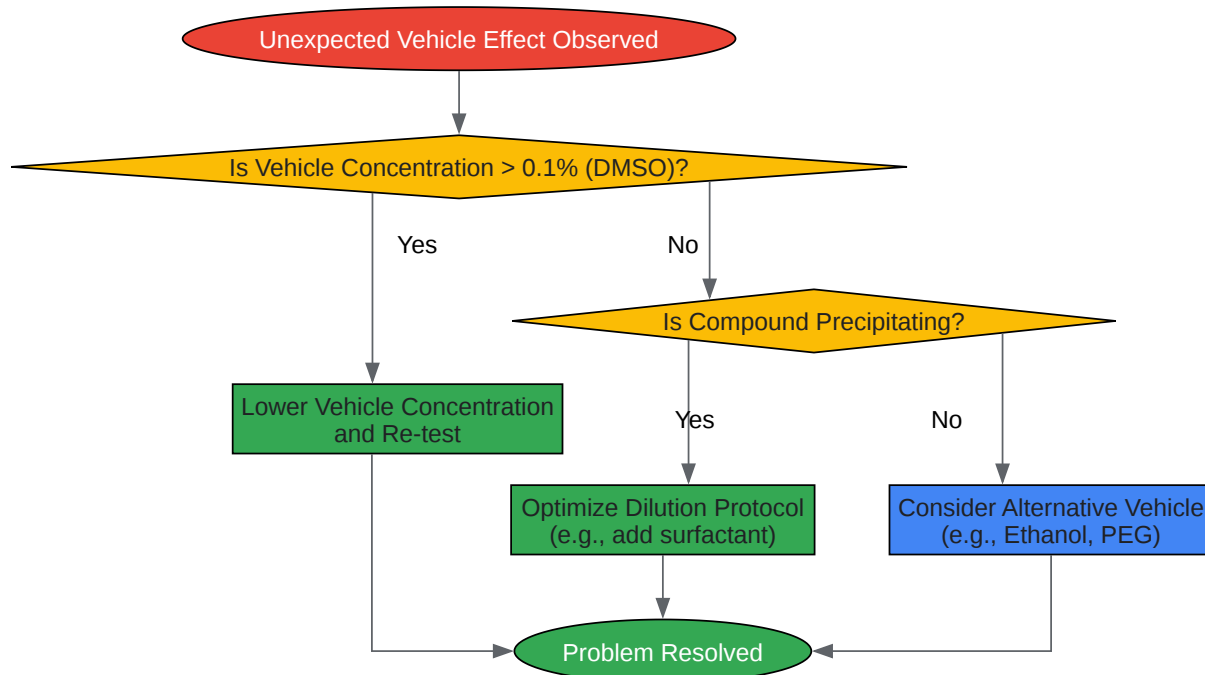 Unexpected Vehicle Effect Observed
Is Vehicle Concentration > 0.1% (DMSO)?
Yes
No
Is Compound Precipitating?
Lower Vehicle Concentration
and Re-test
Yes
No
Optimize Dilution Protocol
(e.g., add surfactant)
Consider Alternative Vehicle
(e.g., Ethanol, PEG)
Problem Resolved